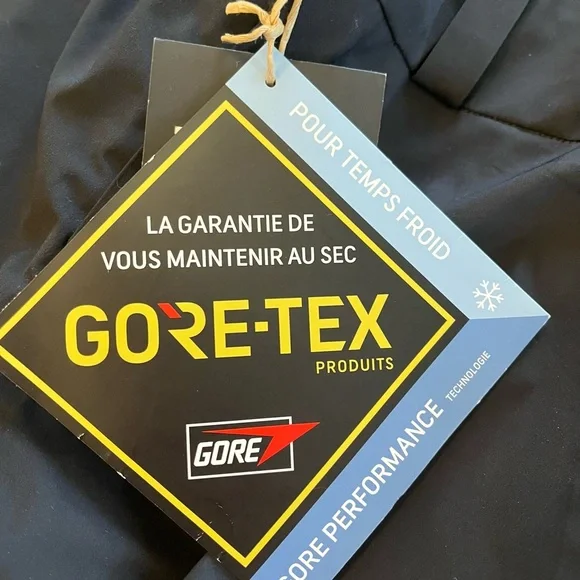 POUR TEMPS FROID
LA GARANTIE DE
VOUS MAINTENIR AU SEC
GORE-TEX
PRODUITS
GORE
GORE PERFORMANCE
TECHNOLOGIE